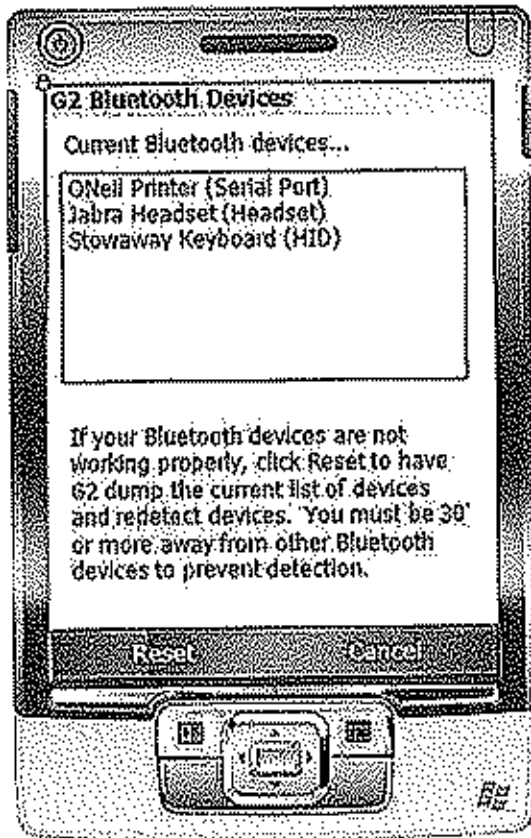 G2 Bluetooth Devices
Current Bluetooth devices...
ONeil Printer (Serial Port)
Jabra Headset (Headset)
Stowaway Keyboard (HID)
If your Bluetooth devices are not
working properly, click Reset to have
G2 dump the current list of devices
and redetect devices. You must be 30'
or more away from other Bluetooth
devices to prevent detection.
Reset Cancel